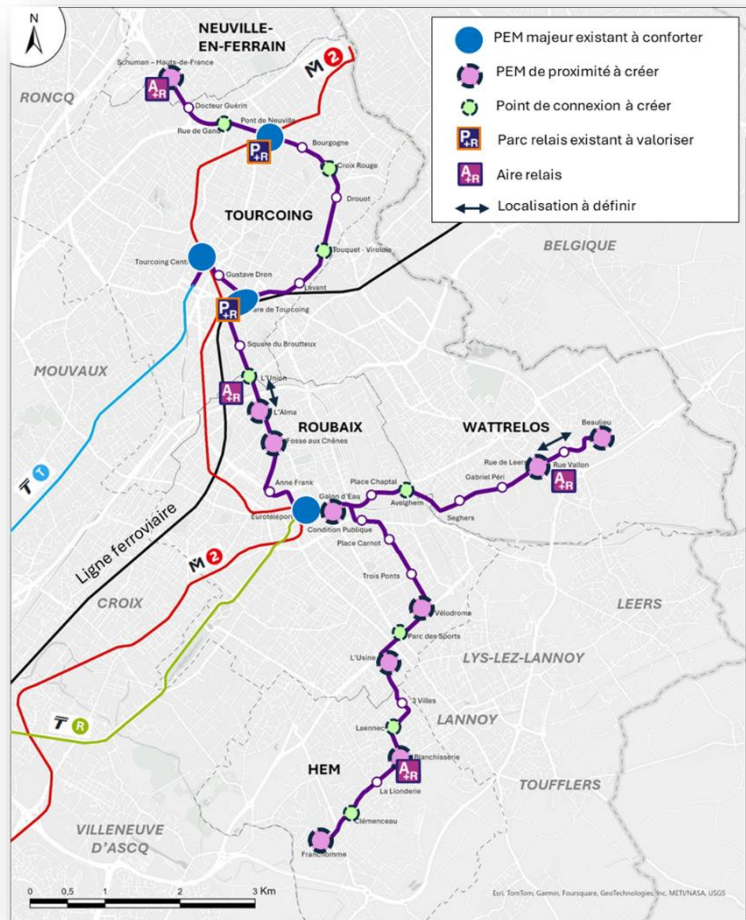 N
NEUVILLE-
EN-FERRAIN
Schuman – Hauts-de-France
A+R
RONCQ
Docteur Guérin
Rue de Gand
Pont de Neuville
P+R
M 2
Bourgogne
Croix Rouge
Drouot
TOURCOING
Touquet - Virolois
Tourcoing Cent
Gustave Dron
Levant
P+R
are de Tourcoing
BELGIQUE
PEM majeur existant à conforter
PEM de proximité à créer
Point de connexion à créer
P+R
Parc relais existant à valoriser
A+R
Aire relais
Localisation à définir
MOUVAUX
Square du Broutteux
L'Union
A+R
L'Alma
ROUBAIX
Fosse aux Chênes
WATTRELOS
Beaulieu
Rue de Leers
Rue Vallon
A+R
Gabriel Péri
T T
Anne Frank
Galon d'Eau
Place Chaptal
Avelghem
Seghers
Eurotéléport
Condition Publique
Place Carnot
Ligne ferroviaire
M 2
Trois Ponts
CROIX
Vélodrome
LEERS
Parc des Sports
L'Usine
LYS-LEZ-LANNOY
3 Villes
LANNOY
T R
Laennec
HEM
Blanchisserie
A+R
La Lionderie
TOUFFLERS
Clémenceau
VILLENEUVE
D'ASCQ
Franchomme
0 0,5 1 2 3 Km
Esri, TomTom, Garmin, Foursquare, GeoTechnologies, Inc, METI/NASA, USGS